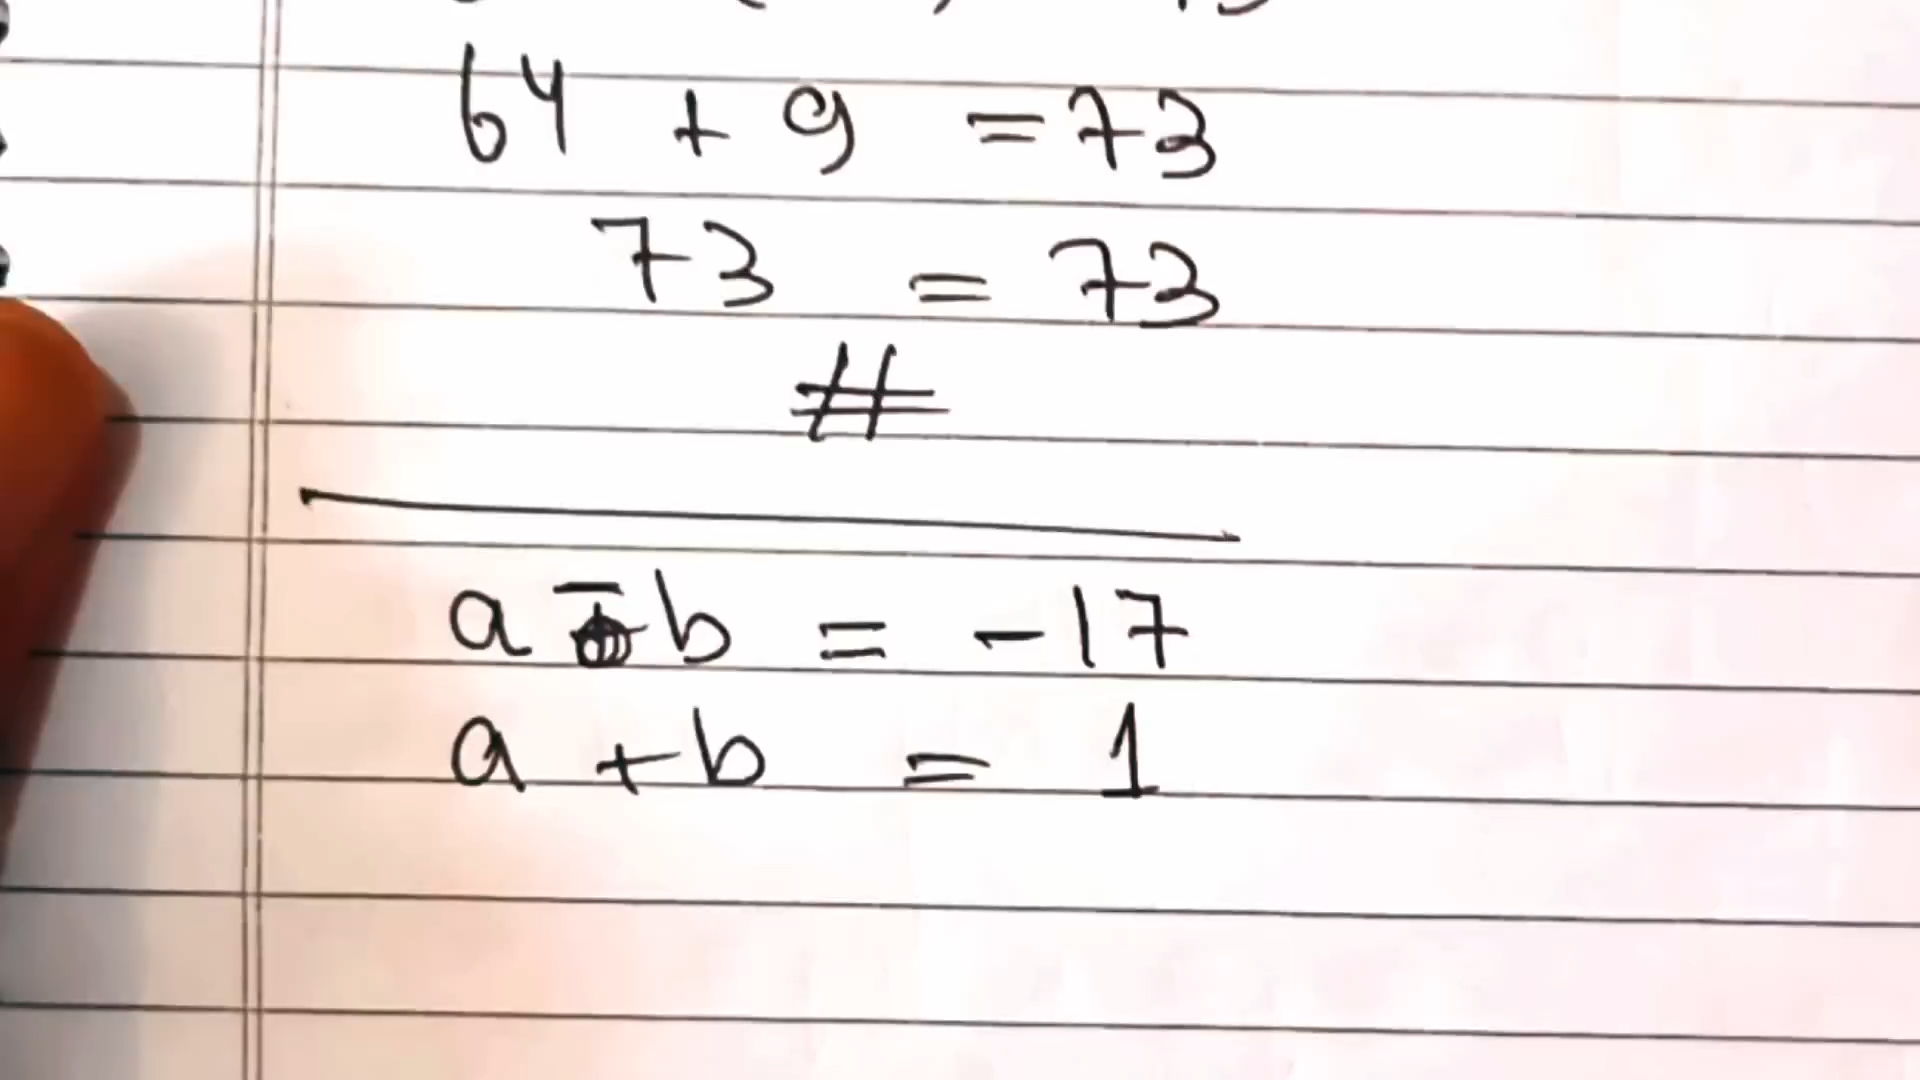 64 + 9 = 73
73 = 73
#
a - b = -17
a + b = 1